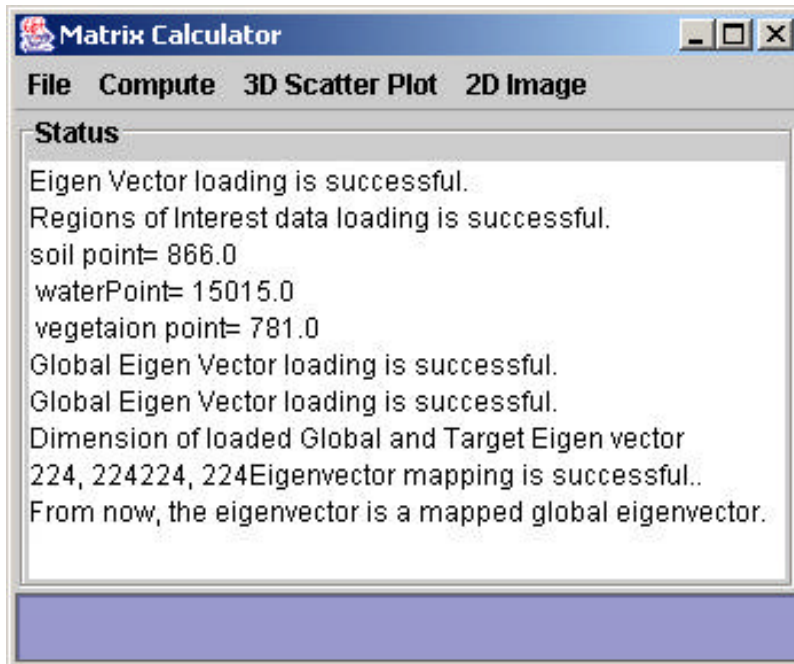 Matrix Calculator
File Compute 3D Scatter Plot 2D Image
Status
Eigen Vector loading is successful.
Regions of Interest data loading is successful.
soil point= 866.0
waterPoint= 15015.0
vegetaion point= 781.0
Global Eigen Vector loading is successful.
Global Eigen Vector loading is successful.
Dimension of loaded Global and Target Eigen vector
224, 224224, 224Eigenvector mapping is successful..
From now, the eigenvector is a mapped global eigenvector.